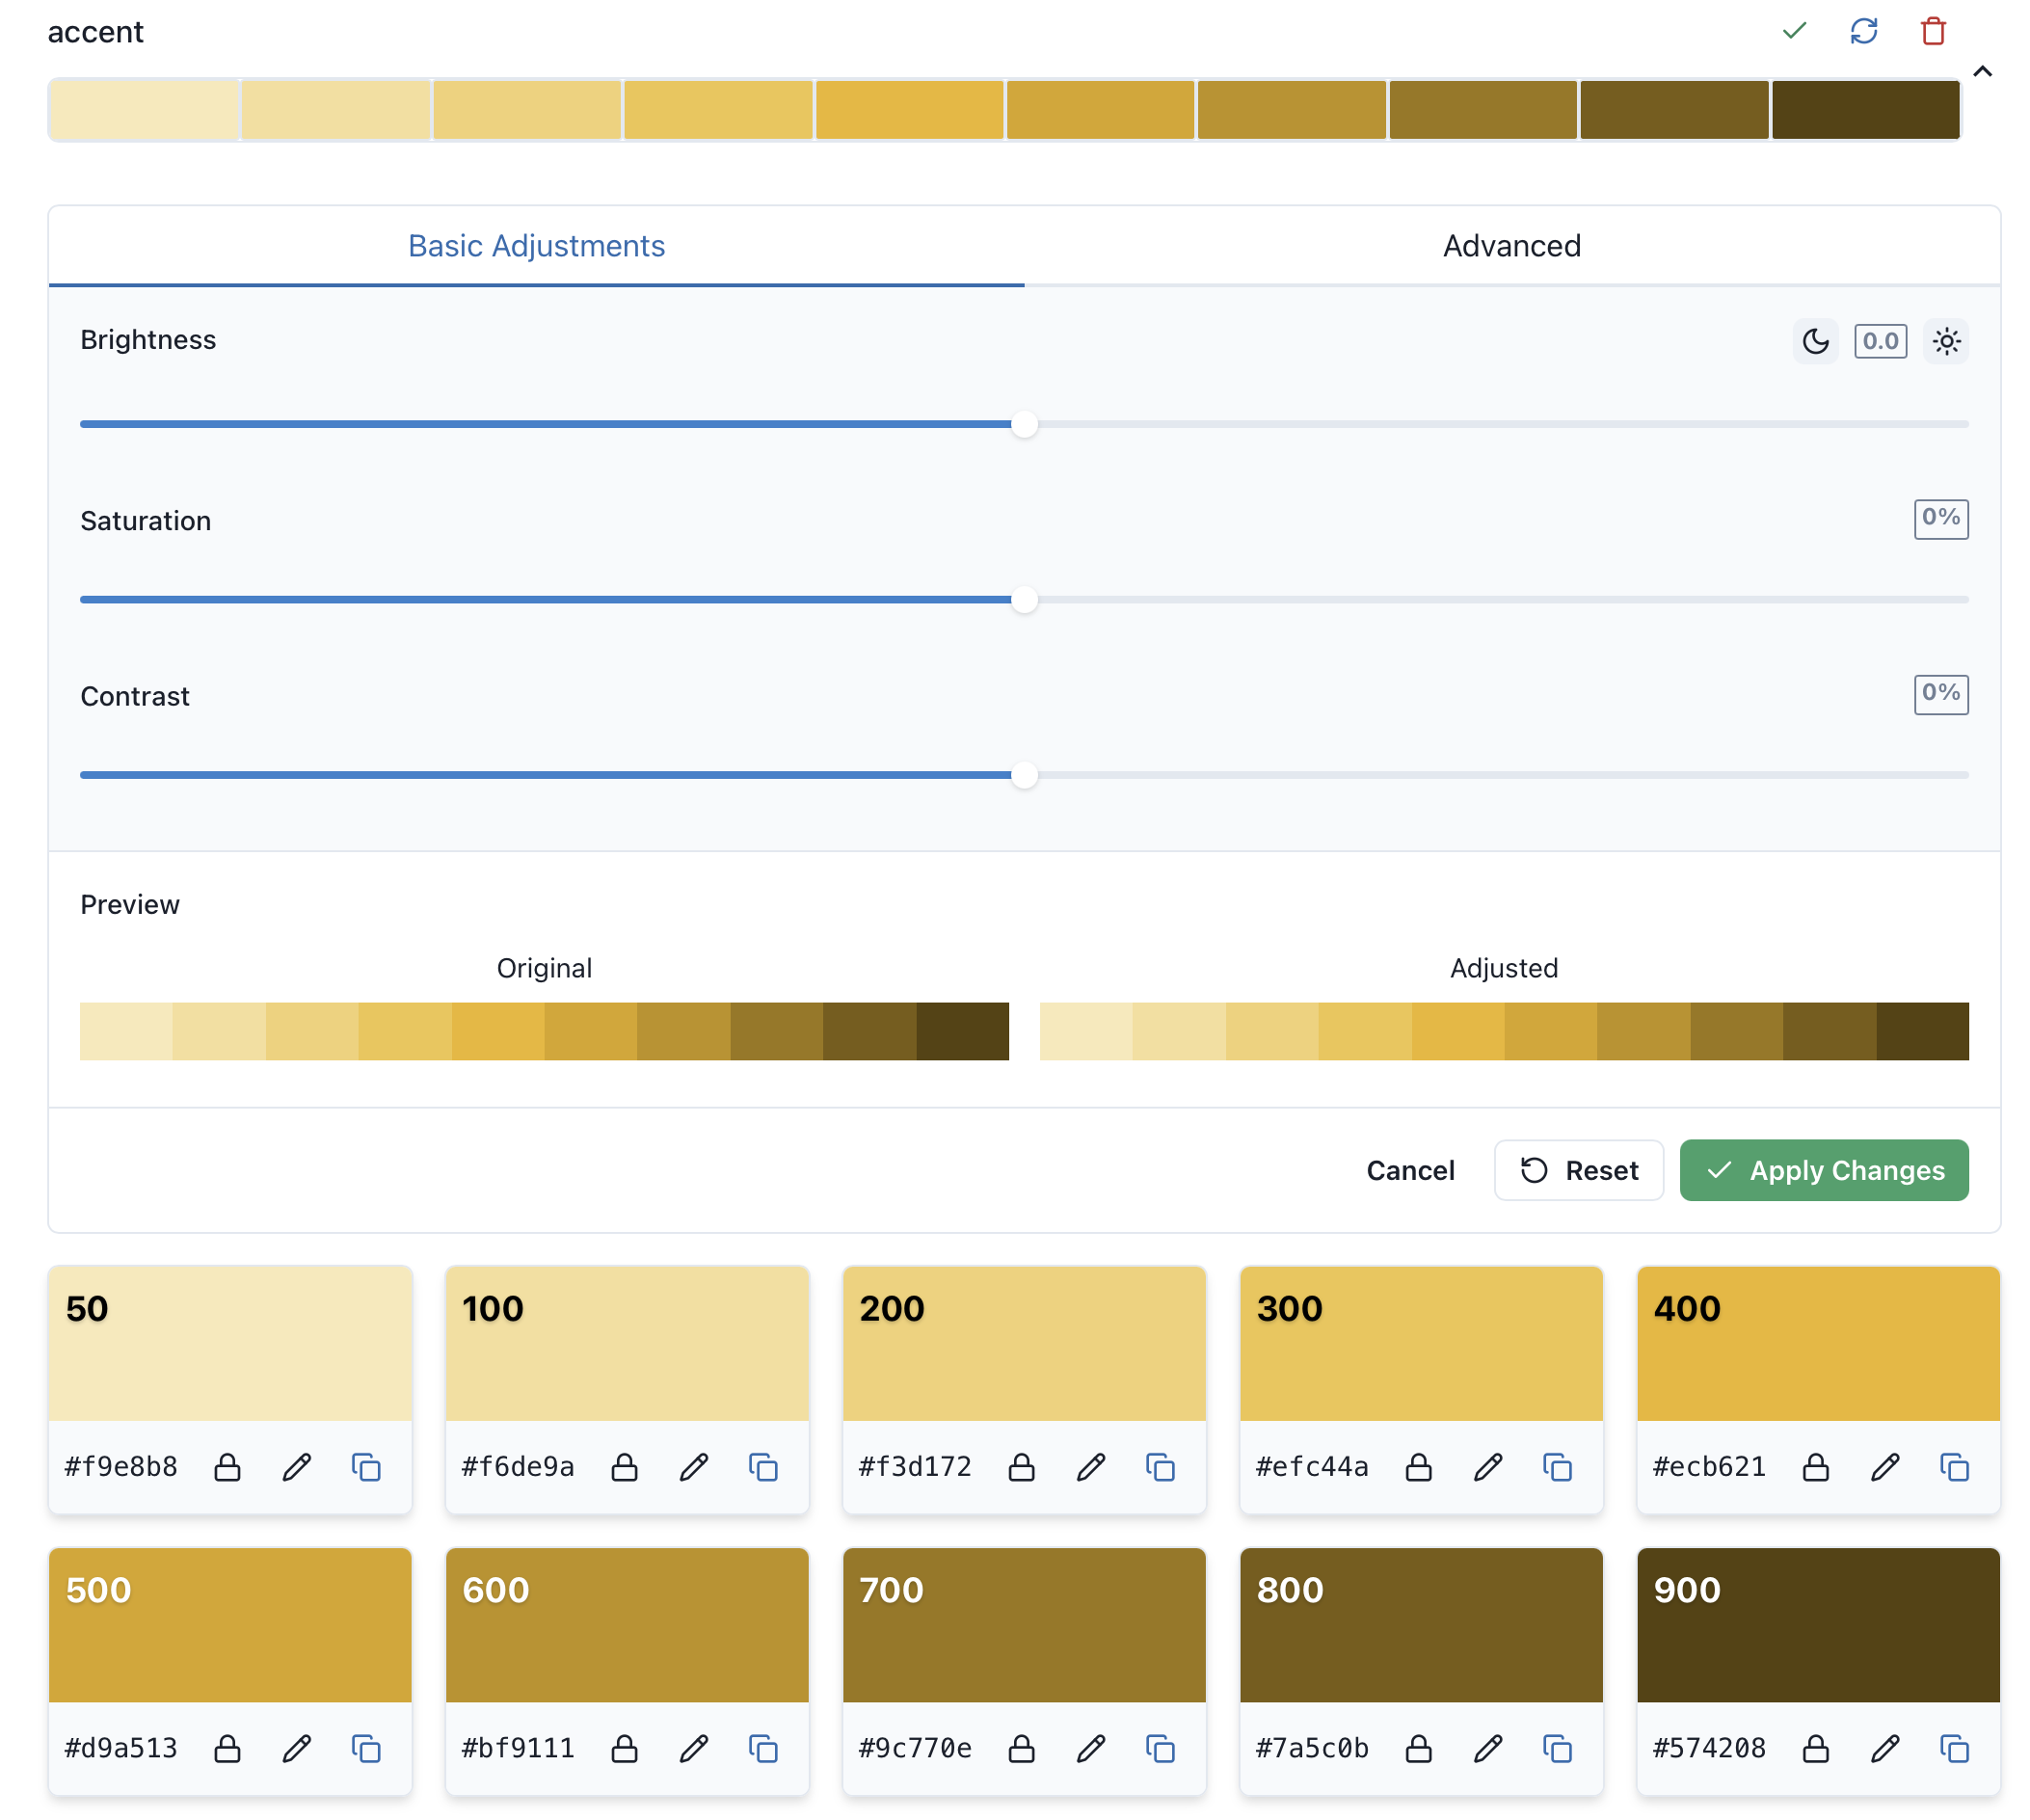 accent
Basic Adjustments
Advanced
Brightness
0.0
Saturation
0%
Contrast
0%
Preview
Original
Adjusted
Cancel
Reset
Apply Changes
50
100
200
300
400
#f9e8b8
#f6de9a
#f3d172
#efc44a
#ecb621
500
600
700
800
900
#d9a513
#bf9111
#9c770e
#7a5c0b
#574208